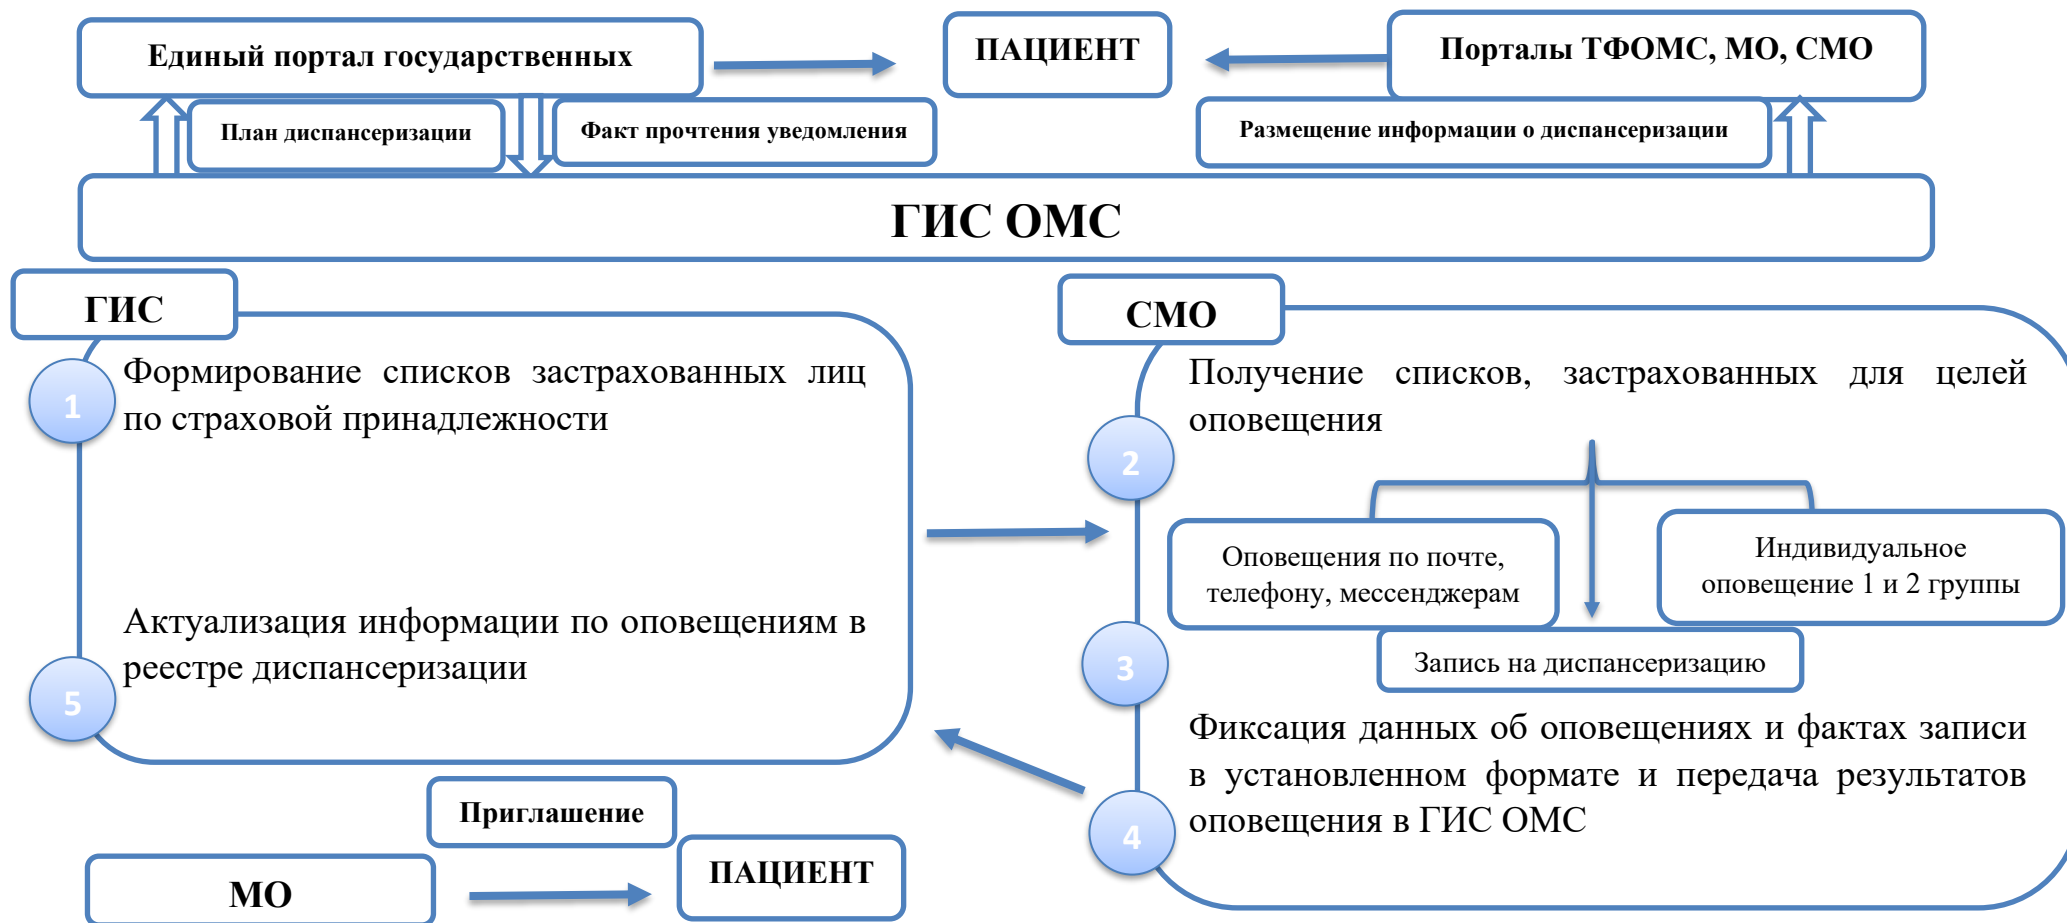 Единый портал государственных
ПАЦИЕНТ
Порталы ТФОМС, МО, СМО
План диспансеризации
Факт прочтения уведомления
Размещение информации о диспансеризации
ГИС ОМС
ГИС
1
Формирование списков застрахованных лиц
по страховой принадлежности
Актуализация информации по оповещениям в
реестре диспансеризации
5
СМО
Получение списков, застрахованных для целей
оповещения
2
Оповещения по почте,
телефону, мессенджерам
Индивидуальное
оповещение 1 и 2 группы
3
Запись на диспансеризацию
Фиксация данных об оповещениях и фактах записи
в установленном формате и передача результатов
оповещения в ГИС ОМС
4
Приглашение
МО
ПАЦИЕНТ